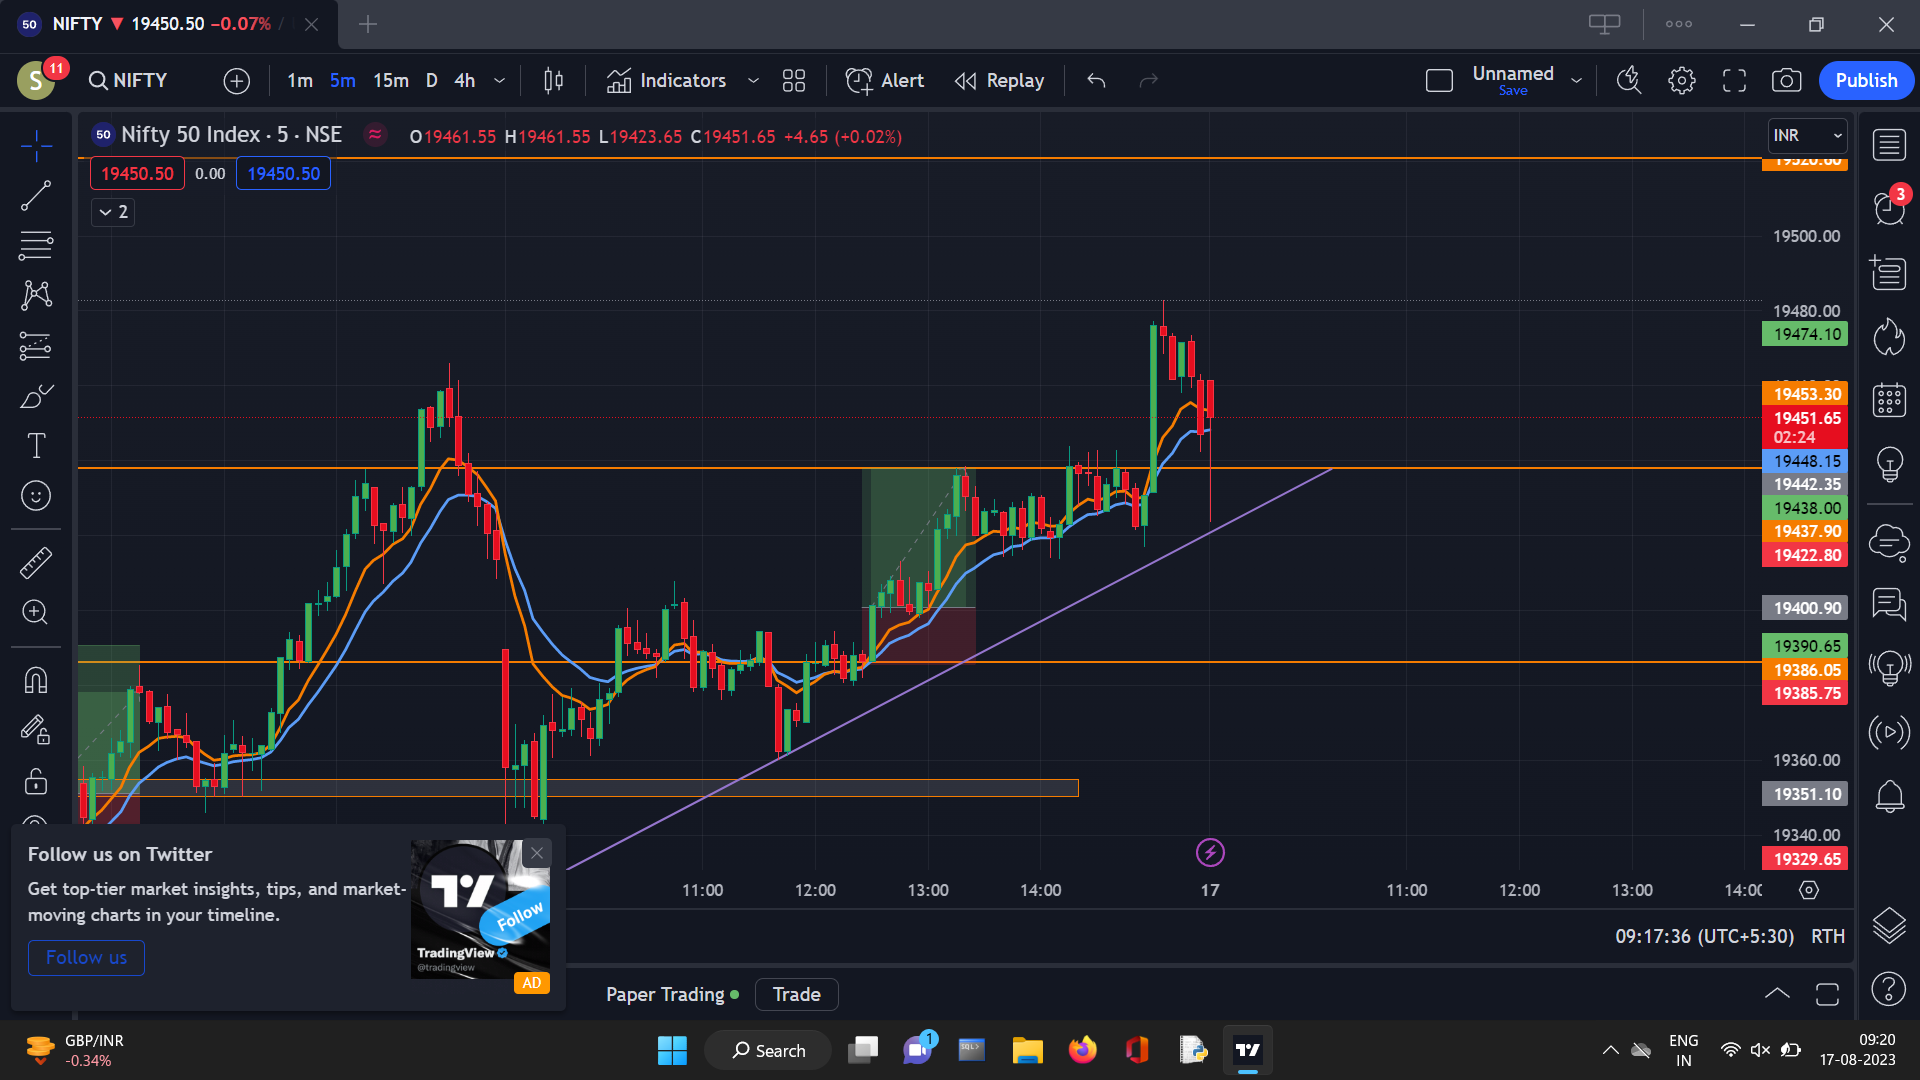 50 NIFTY ▼ 19450.50 −0.07% /
S 11 NIFTY 1m 5m 15m D 4h Indicators Alert Replay Unnamed Save Publish
50 Nifty 50 Index · 5 · NSE ≈ O19461.55 H19461.55 L19423.65 C19451.65 +4.65 (+0.02%)
INR
19450.50 0.00 19450.50
2
19520.60
19500.00
19480.00
19474.10
19453.30
19451.65
02:24
19448.15
19442.35
19438.00
19437.90
19422.80
19400.90
19390.65
19386.05
19385.75
19360.00
19351.10
19340.00
19329.65
3
11:00 12:00 13:00 14:00 17 11:00 12:00 13:00 14:00
Follow us on Twitter
Get top-tier market insights, tips, and market-
moving charts in your timeline.
Follow us
Follow
TradingView
@tradingview
AD
09:17:36 (UTC+5:30) RTH
Paper Trading Trade
GBP/INR
-0.34%
Search
1
SQL>
ENG
IN
09:20
17-08-2023